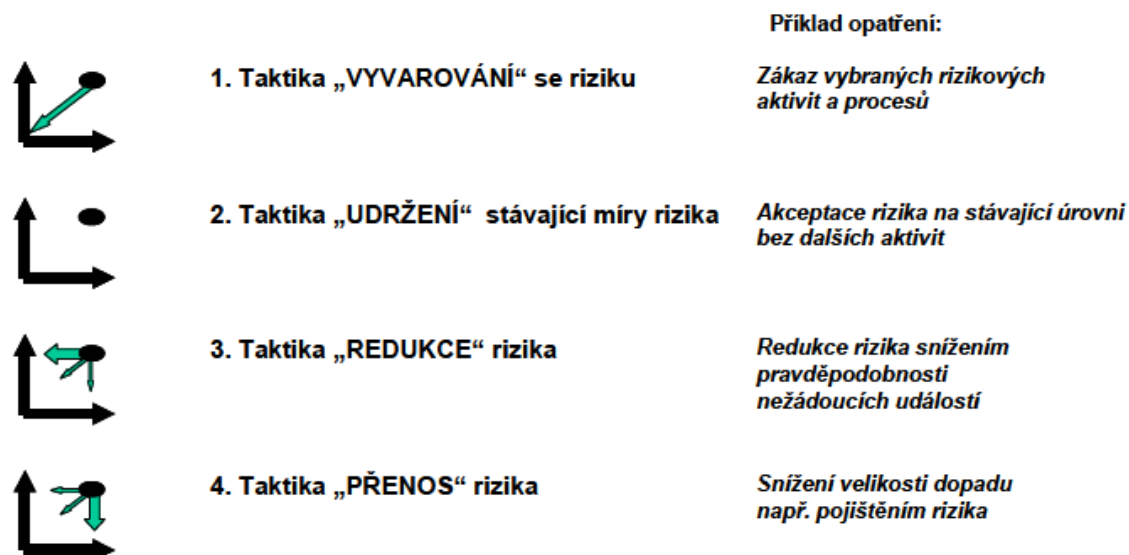 Příklad opatření:
1. Taktika „VYVAROVÁNÍ“ se riziku
Zákaz vybraných rizikových
aktivit a procesů
2. Taktika „UDRŽENÍ“ stávající míry rizika
Akceptace rizika na stávající úrovni
bez dalších aktivit
3. Taktika „REDUKCE“ rizika
Redukce rizika snížením
pravděpodobnosti
nežádoucích událostí
4. Taktika „PŘENOS“ rizika
Snížení velikosti dopadu
např. pojištěním rizika